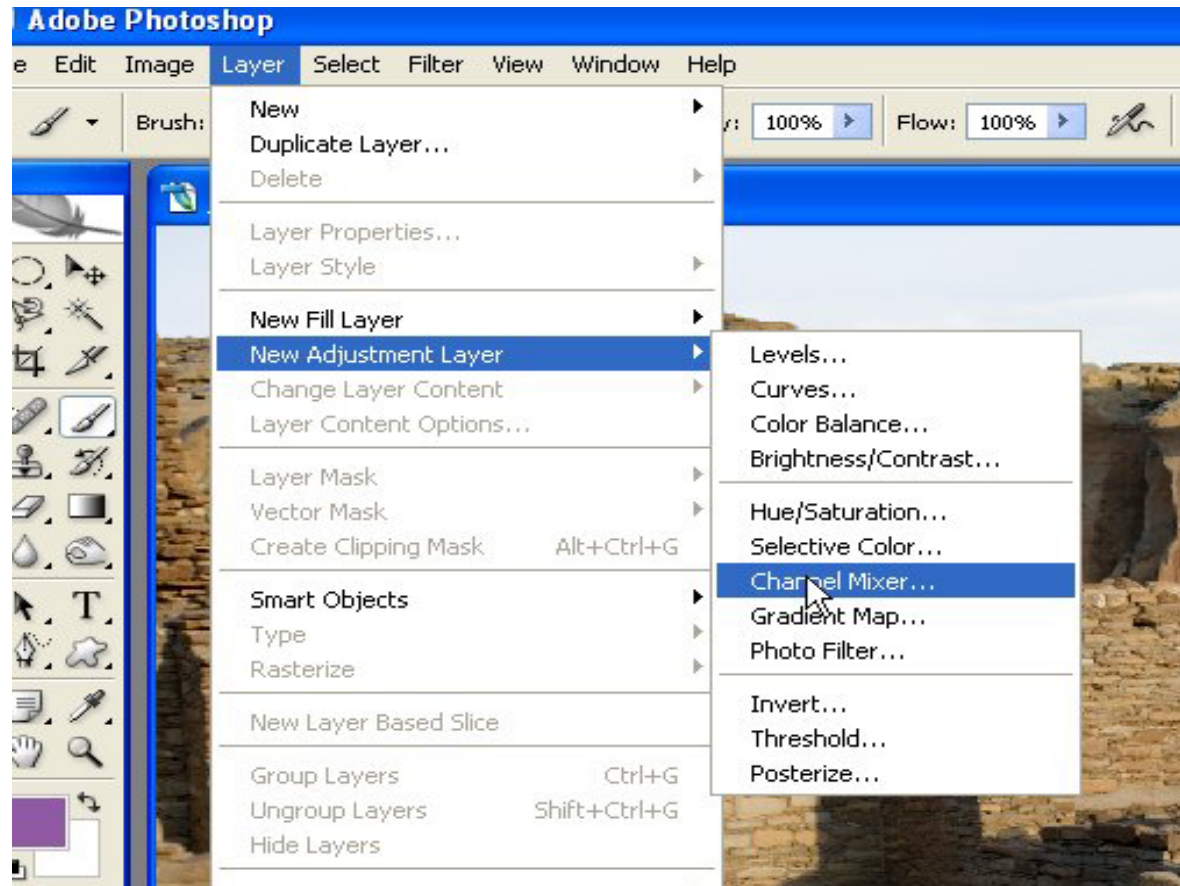 Adobe Photoshop
e Edit Image Layer Select Filter View Window Help
Brush: y: 100% Flow: 100%
New
Duplicate Layer...
Delete
Layer Properties...
Layer Style
New Fill Layer
New Adjustment Layer
Change Layer Content
Layer Content Options...
Layer Mask
Vector Mask
Create Clipping Mask Alt+Ctrl+G
Smart Objects
Type
Rasterize
New Layer Based Slice
Group Layers Ctrl+G
Ungroup Layers Shift+Ctrl+G
Hide Layers
Levels...
Curves...
Color Balance...
Brightness/Contrast...
Hue/Saturation...
Selective Color...
Channel Mixer...
Gradient Map...
Photo Filter...
Invert...
Threshold...
Posterize...